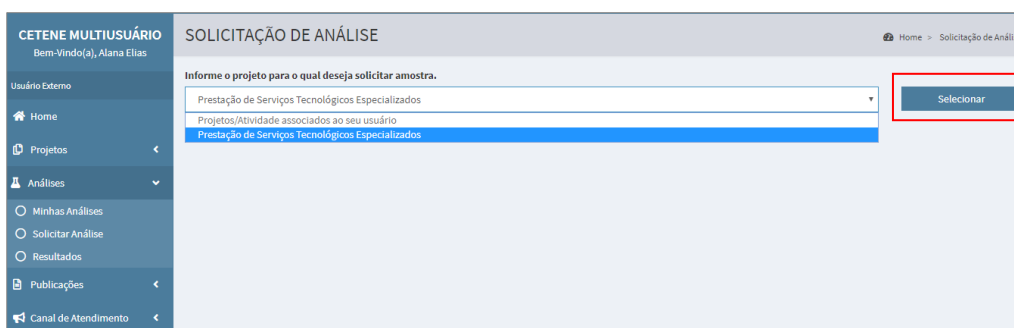 CETENE MULTIUSUÁRIO
Bem-Vindo(a), Alana Elias
Usuário Externo
Home
Projetos
Análises
Minhas Análises
Solicitar Análise
Resultados
Publicações
Canal de Atendimento
SOLICITAÇÃO DE ANÁLISE
Home > Solicitação de Análi
Informe o projeto para o qual deseja solicitar amostra.
Prestação de Serviços Tecnológicos Especializados
Selecionar
Projetos/Atividade associados ao seu usuário
Prestação de Serviços Tecnológicos Especializados